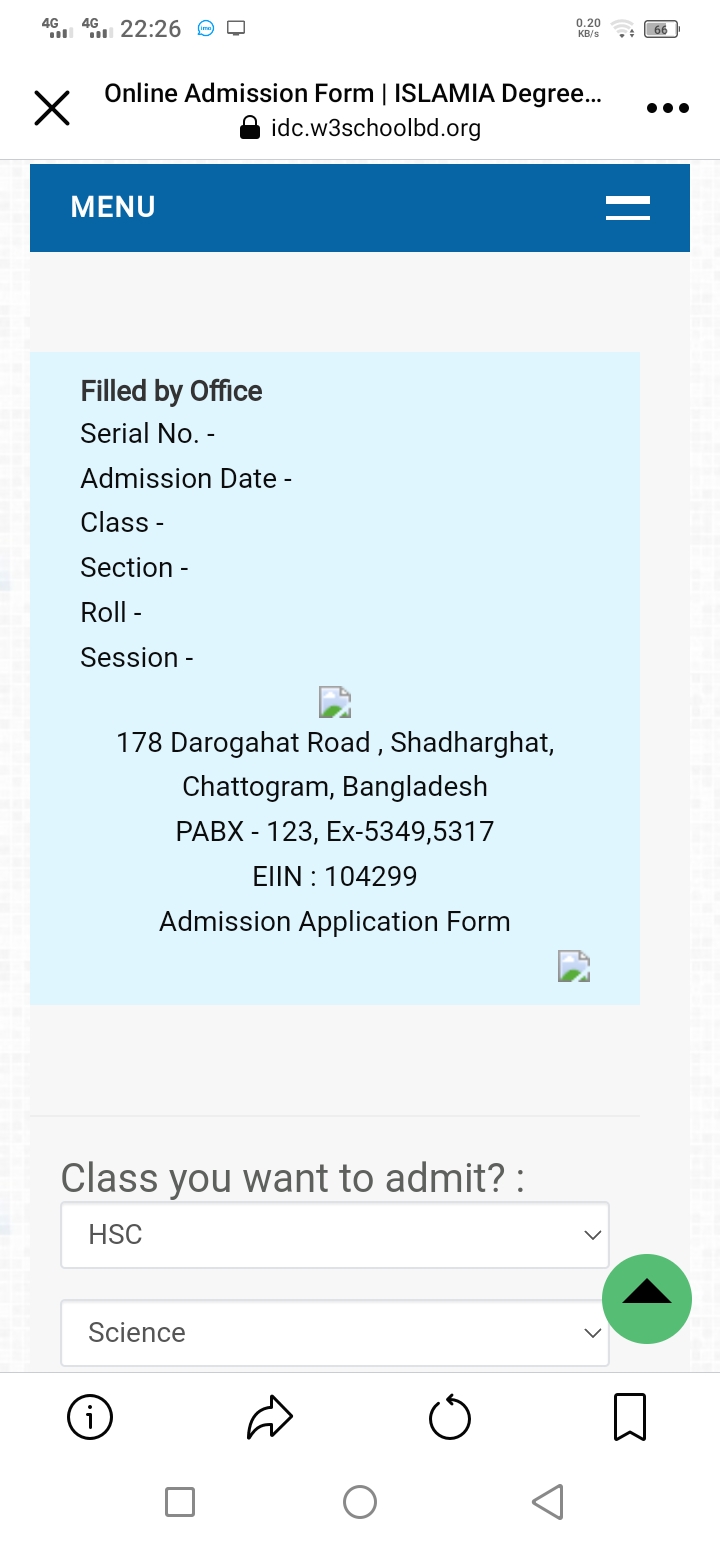 4G 4G 22:26 imo 0.20 KB/s 66
Online Admission Form | ISLAMIA Degree...
idc.w3schoolbd.org
MENU
Filled by Office
Serial No. -
Admission Date -
Class -
Section -
Roll -
Session -
178 Darogahat Road , Shadharghat,
Chattogram, Bangladesh
PABX - 123, Ex-5349,5317
EIIN : 104299
Admission Application Form
Class you want to admit? :
HSC
Science